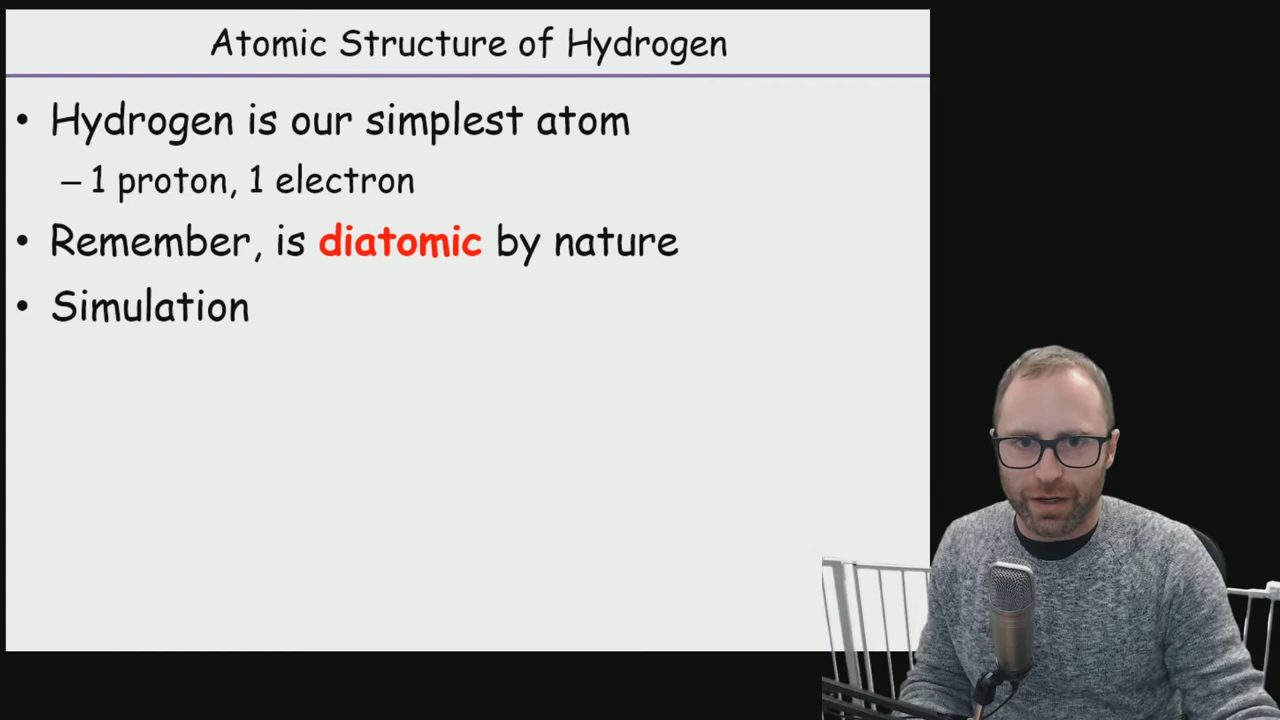 Atomic Structure of Hydrogen
• Hydrogen is our simplest atom
– 1 proton, 1 electron
• Remember, is diatomic by nature
• Simulation